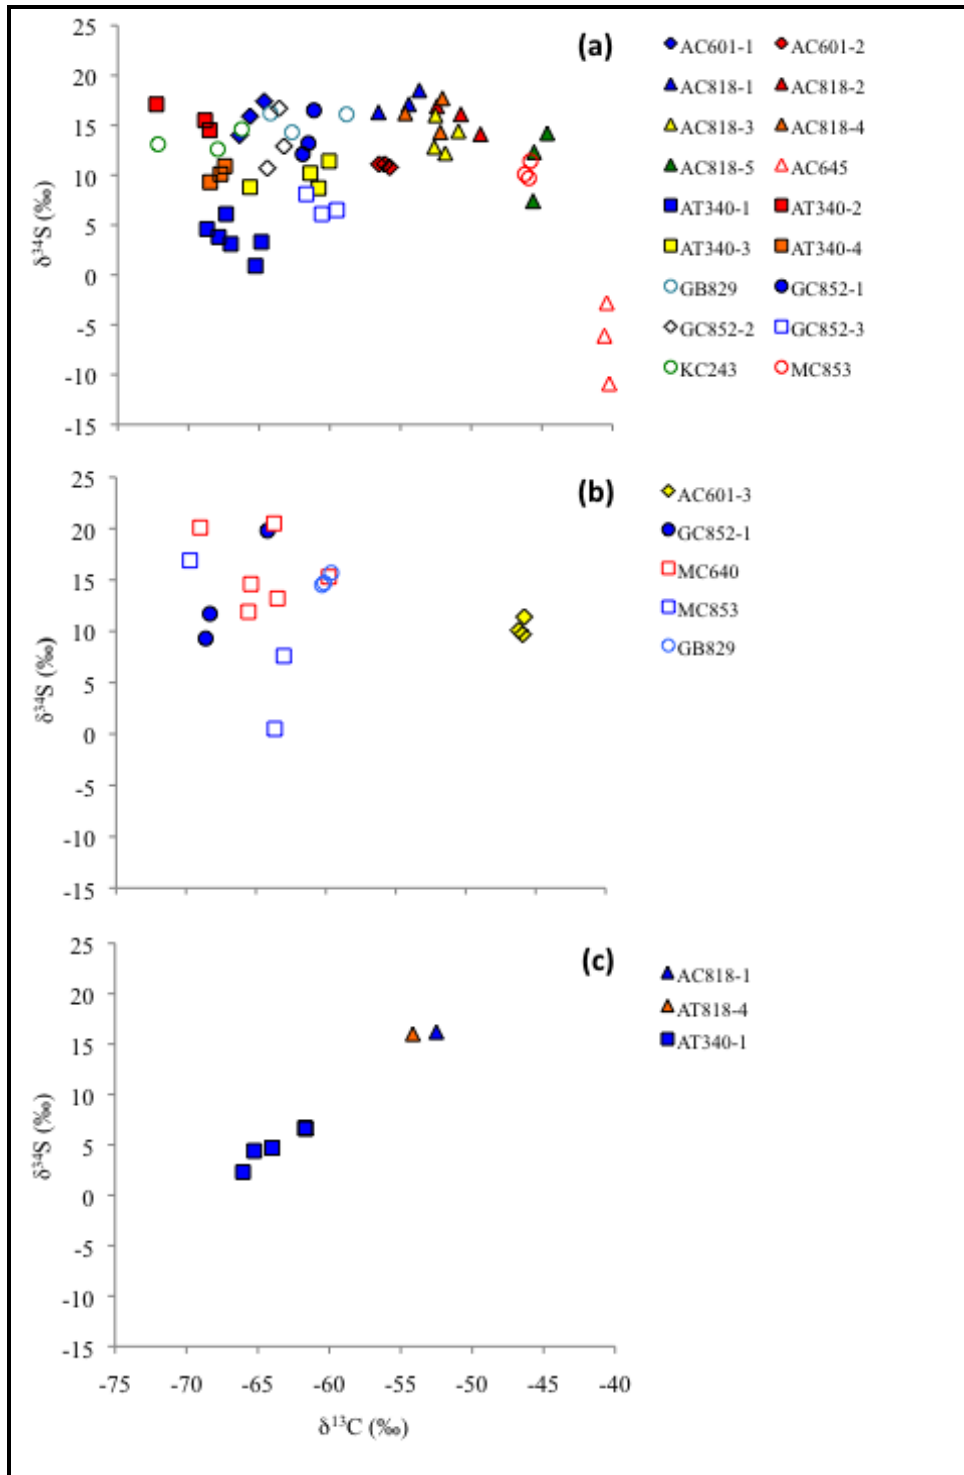 (a)
25
20
15
10
5
0
-5
-10
-15
δ³⁴S (‰)
AC601-1 AC601-2
AC818-1 AC818-2
AC818-3 AC818-4
AC818-5 AC645
AT340-1 AT340-2
AT340-3 AT340-4
GB829 GC852-1
GC852-2 GC852-3
KC243 MC853
(b)
25
20
15
10
5
0
-5
-10
-15
δ³⁴S (‰)
AC601-3
GC852-1
MC640
MC853
GB829
(c)
25
20
15
10
5
0
-5
-10
-15
δ³⁴S (‰)
AC818-1
AT818-4
AT340-1
-75 -70 -65 -60 -55 -50 -45 -40
δ¹³C (‰)